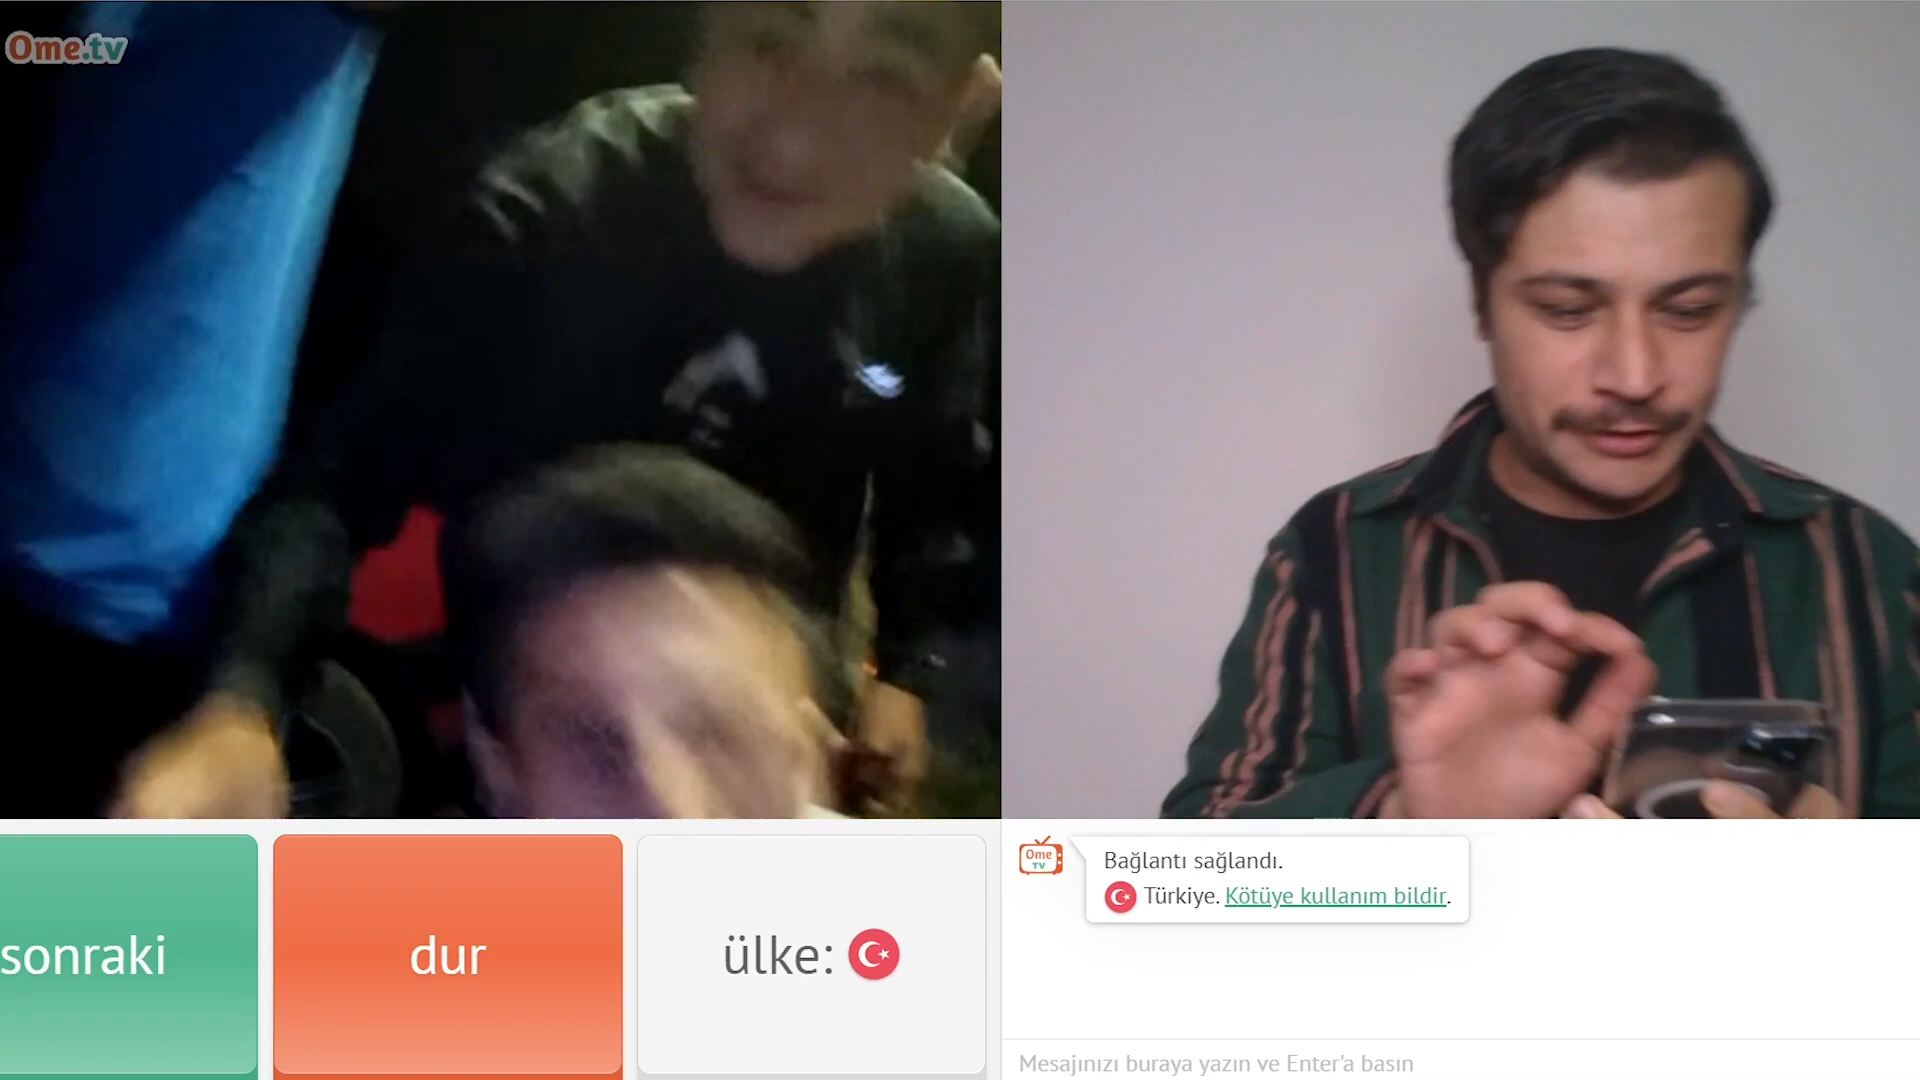 Ome.tv
sonraki
dur
ülke:
Ome
TV
Bağlantı sağlandı.
Türkiye. Kötüye kullanım bildir.
Mesajınızı buraya yazın ve Enter'a basın